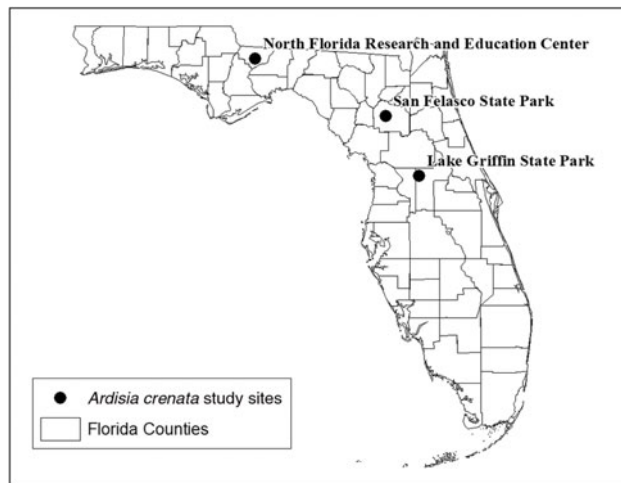 North Florida Research and Education Center
San Felasco State Park
Lake Griffin State Park
Ardisia crenata study sites
Florida Counties